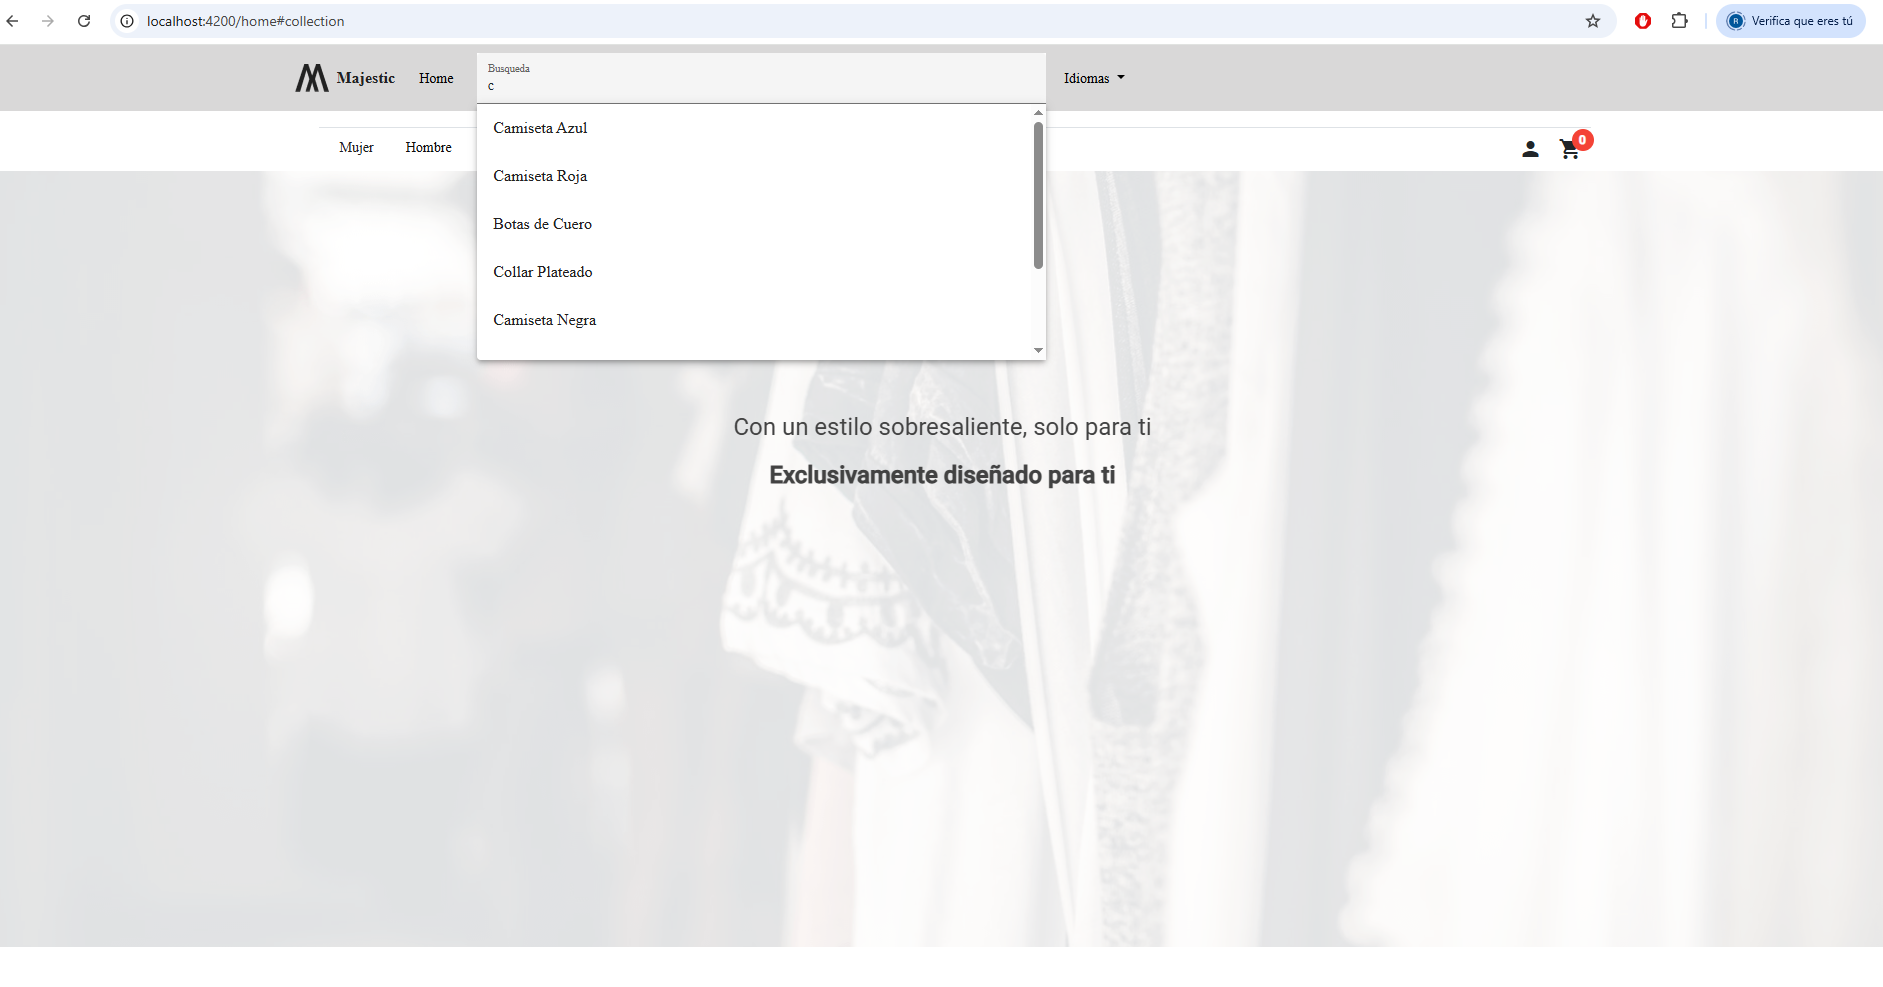 localhost:4200/home#collection
R
Verifica que eres tú
Majestic
Home
Busqueda
c
Idiomas
Camiseta Azul
Camiseta Roja
Botas de Cuero
Collar Plateado
Camiseta Negra
Mujer
Hombre
0
Con un estilo sobresaliente, solo para ti
Exclusivamente diseñado para ti